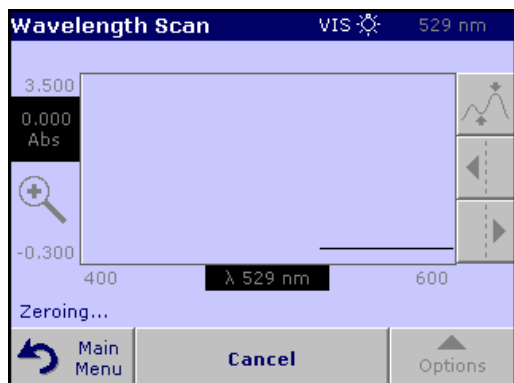 Wavelength Scan VIS 529 nm
3.500
0.000
Abs
-0.300
400 λ 529 nm 600
Zeroing...
Main
Menu
Cancel
Options